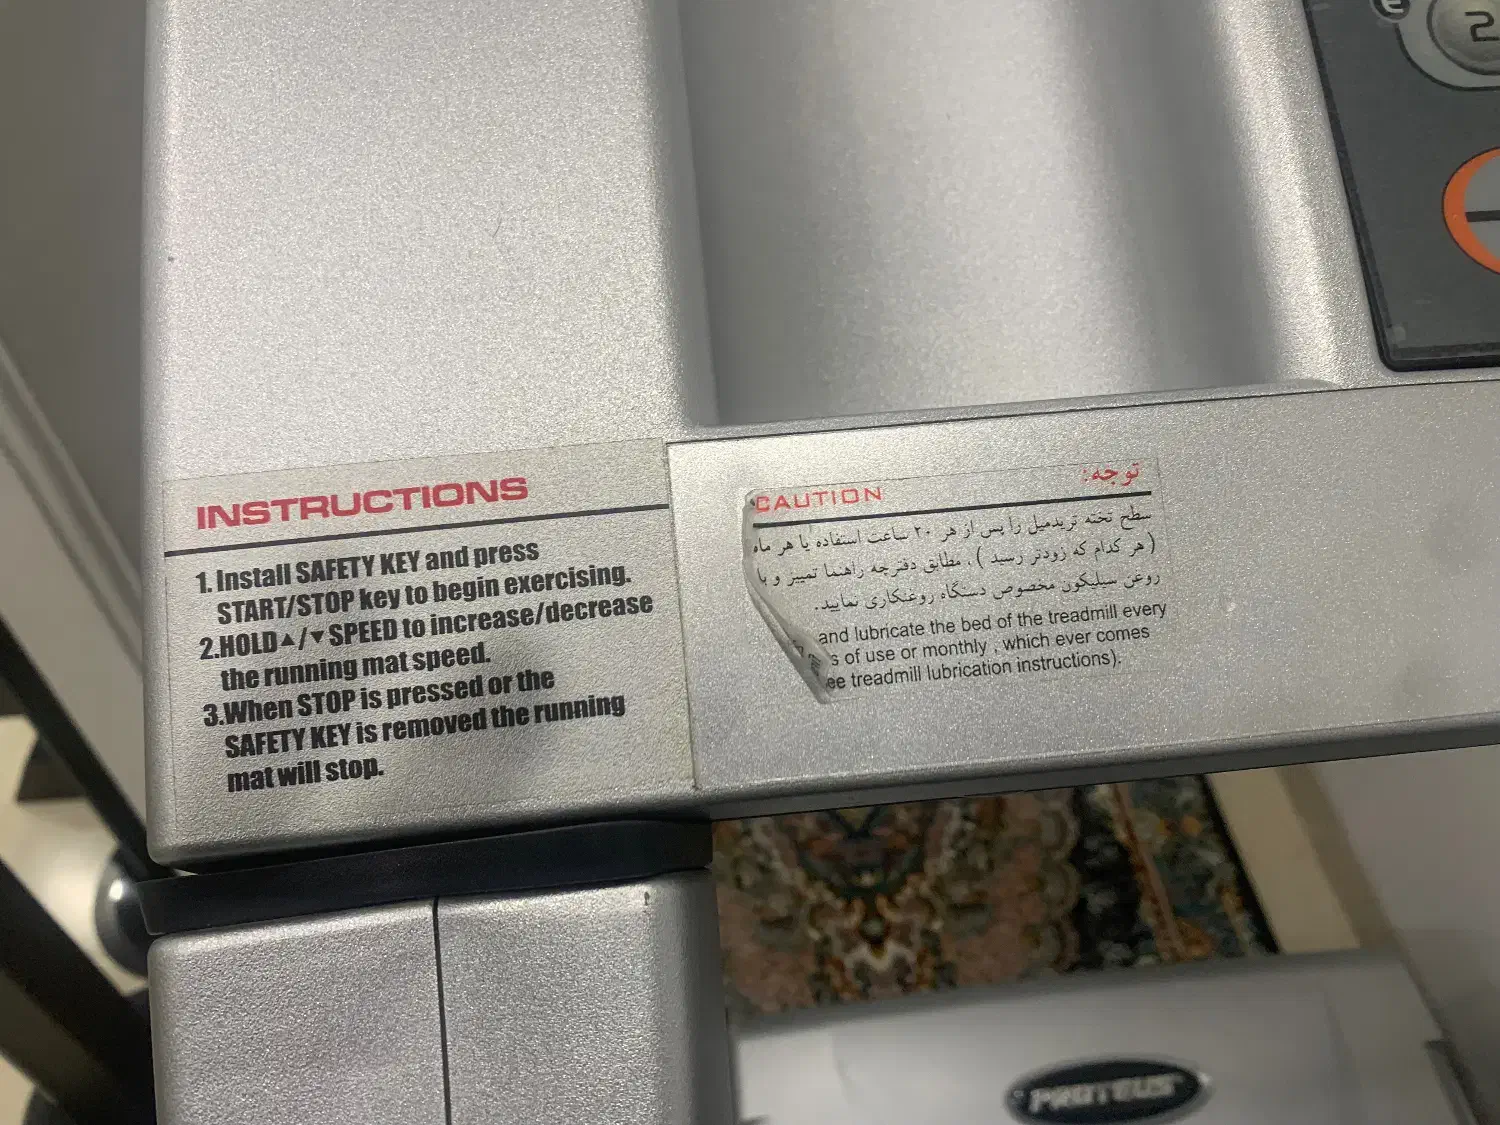 INSTRUCTIONS
1. Install SAFETY KEY and press
START/STOP key to begin exercising.
2.HOLD▲/▼SPEED to increase/decrease
the running mat speed.
3.When STOP is pressed or the
SAFETY KEY is removed the running
mat will stop.
CAUTION
توجه:
سطح تخته تریدمیل را پس از هر ۲۰ ساعت استفاده یا هر ماه
( هر کدام که زودتر رسید ) ، مطابق دفترچه راهنما تمییز و با
روغن سیلیکون مخصوص دستگاه روغنکاری نمایید.
and lubricate the bed of the treadmill every
s of use or monthly , which ever comes
ee treadmill lubrication instructions).
2
PROTEUS